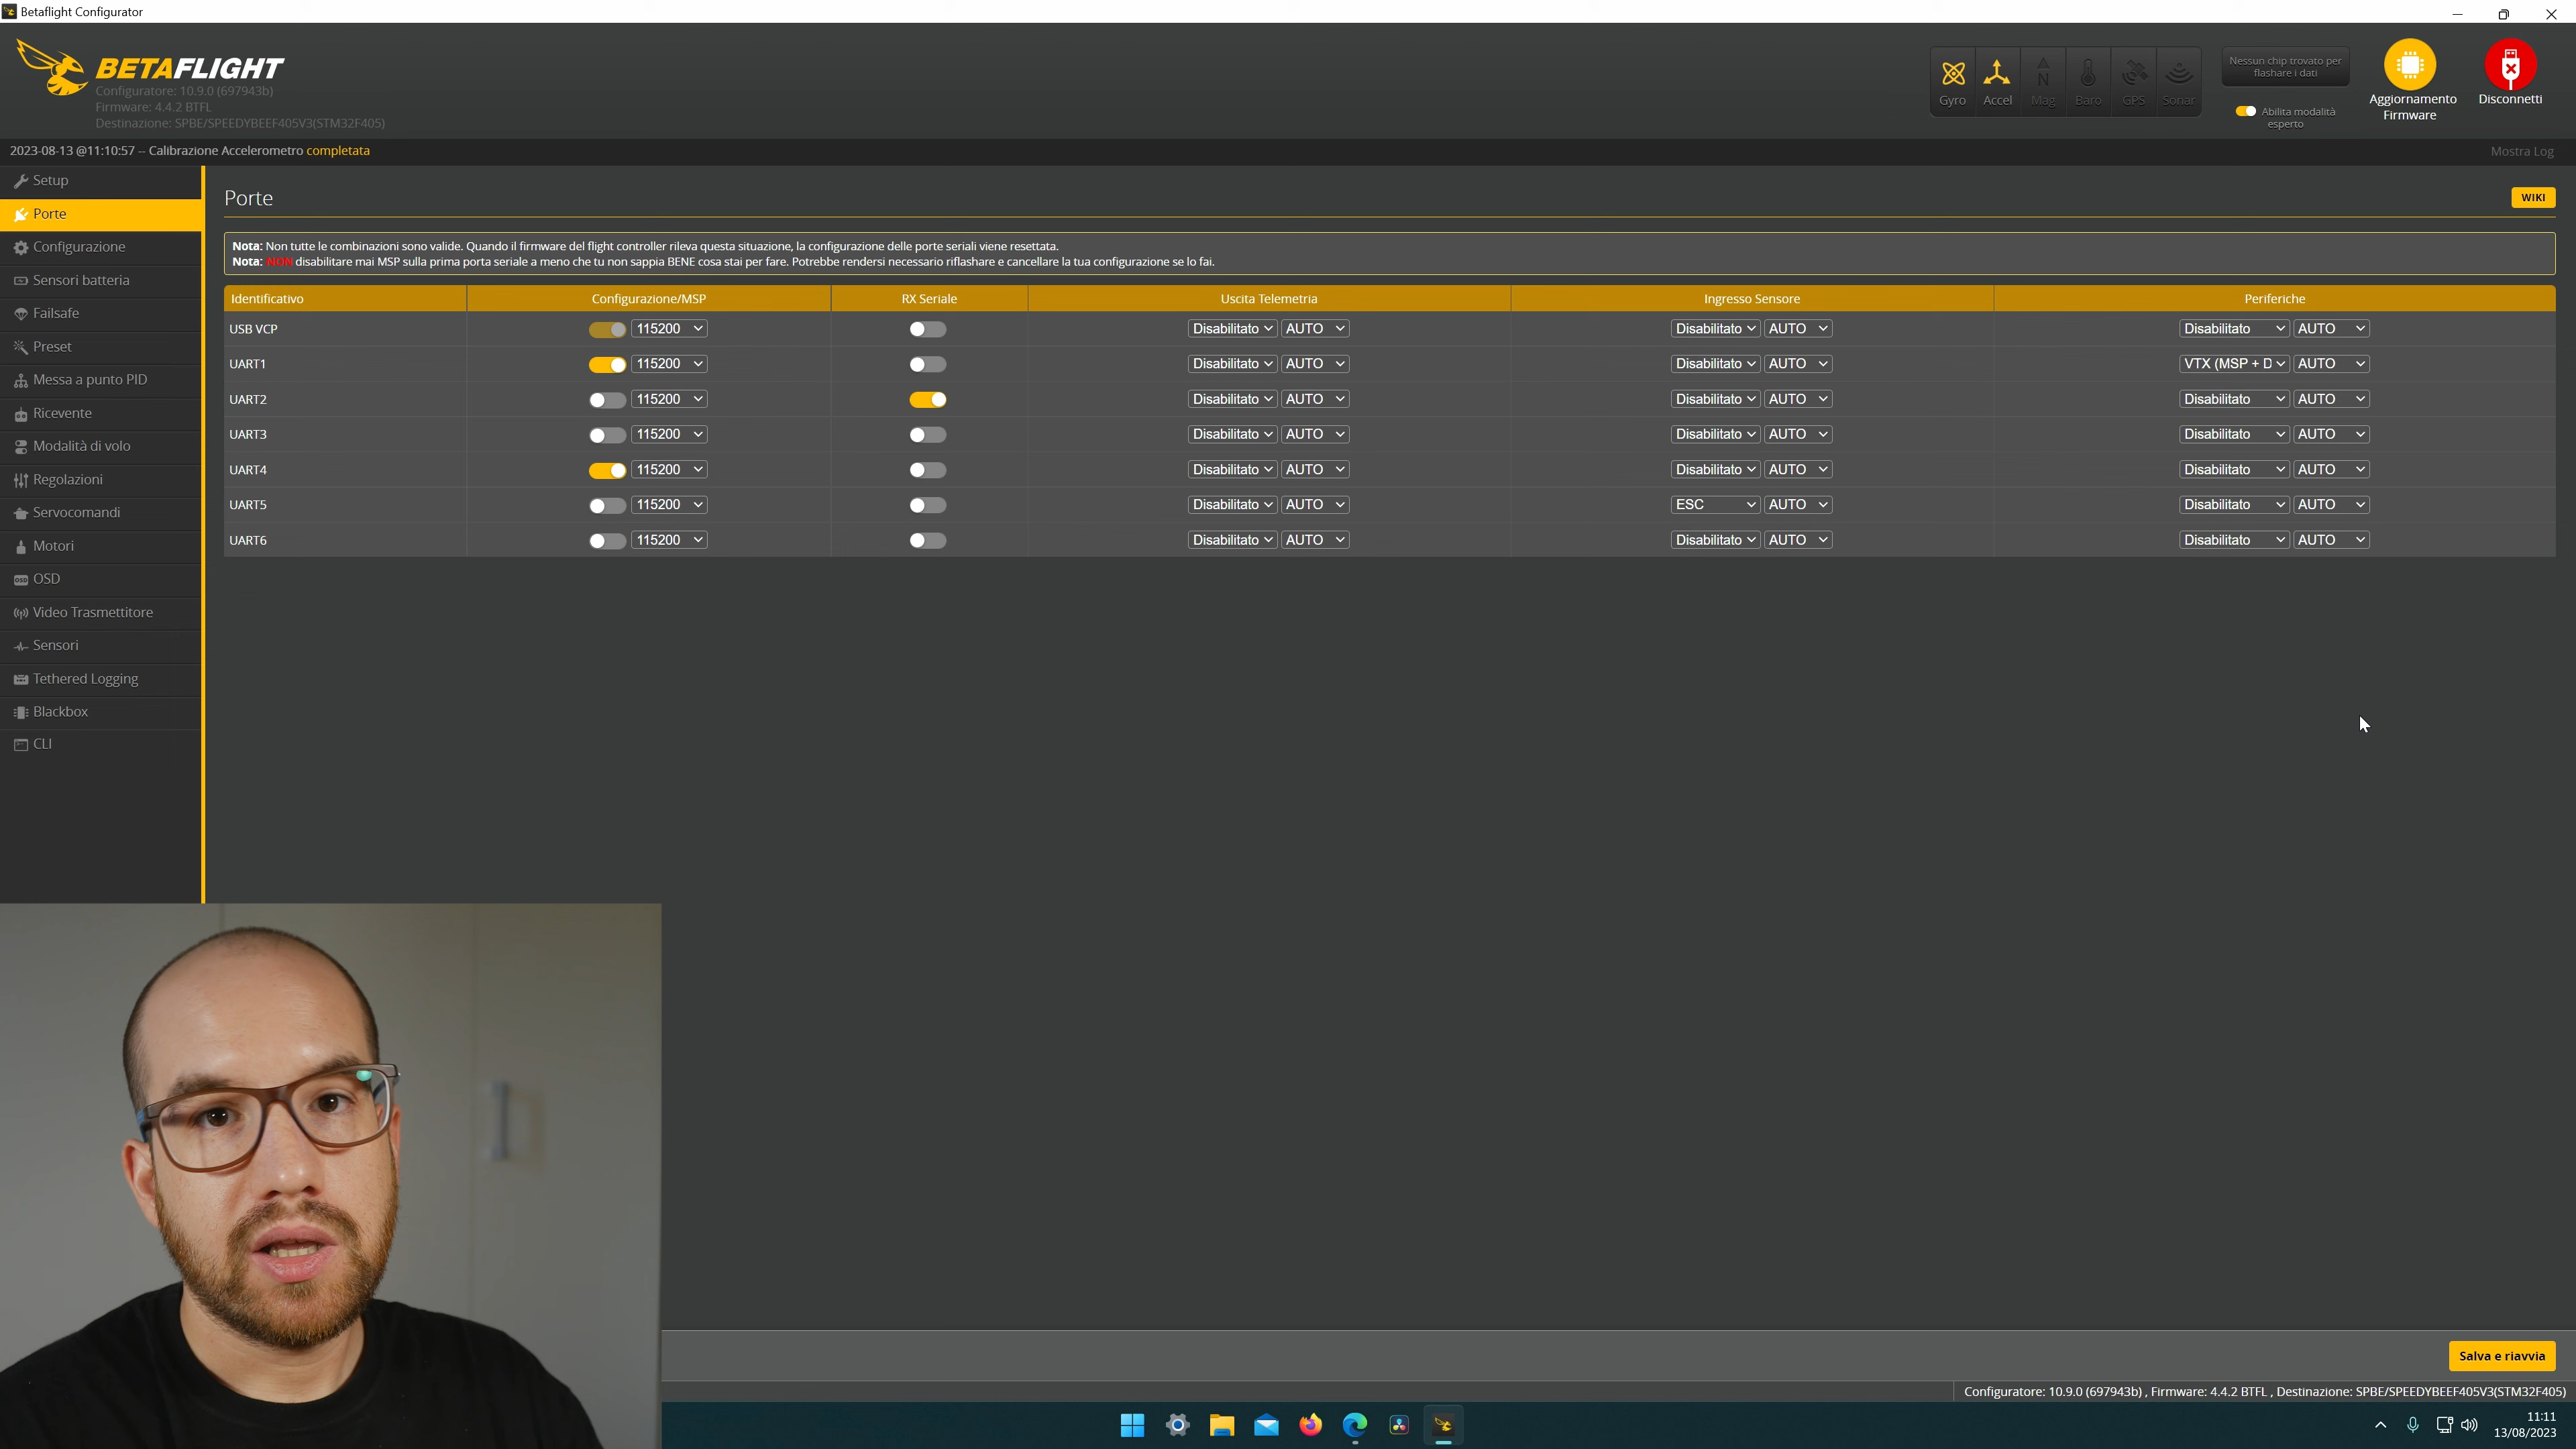 Betaflight Configurator
BETAFLIGHT
Configuratore: 10.9.0 (697943b)
Firmware: 4.4.2 BTFL
Destinazione: SPBE/SPEEDYBEEF405V3(STM32F405)
Gyro Accel Mag Baro GPS Sonar
Nessun chip trovato per
flashare i dati
Abilita modalità
esperto
Aggiornamento
Firmware
Disconnetti
2023-08-13 @11:10:57 -- Calibrazione Accelerometro completata
Mostra Log
Setup
Porte
Configurazione
Sensori batteria
Failsafe
Preset
Messa a punto PID
Ricevente
Modalità di volo
Regolazioni
Servocomandi
Motori
OSD
Video Trasmettitore
Sensori
Tethered Logging
Blackbox
CLI
Porte
WIKI
Nota: Non tutte le combinazioni sono valide. Quando il firmware del flight controller rileva questa situazione, la configurazione delle porte seriali viene resettata.
Nota: NON disabilitare mai MSP sulla prima porta seriale a meno che tu non sappia BENE cosa stai per fare. Potrebbe rendersi necessario riflashare e cancellare la tua configurazione se lo fai.
Identificativo Configurazione/MSP RX Seriale Uscita Telemetria Ingresso Sensore Periferiche
USB VCP 115200 Disabilitato AUTO Disabilitato AUTO Disabilitato AUTO
UART1 115200 Disabilitato AUTO Disabilitato AUTO VTX (MSP + D AUTO
UART2 115200 Disabilitato AUTO Disabilitato AUTO Disabilitato AUTO
UART3 115200 Disabilitato AUTO Disabilitato AUTO Disabilitato AUTO
UART4 115200 Disabilitato AUTO Disabilitato AUTO Disabilitato AUTO
UART5 115200 Disabilitato AUTO ESC AUTO Disabilitato AUTO
UART6 115200 Disabilitato AUTO Disabilitato AUTO Disabilitato AUTO
Salva e riavvia
Configuratore: 10.9.0 (697943b) , Firmware: 4.4.2 BTFL , Destinazione: SPBE/SPEEDYBEEF405V3(STM32F405)
11:11
13/08/2023